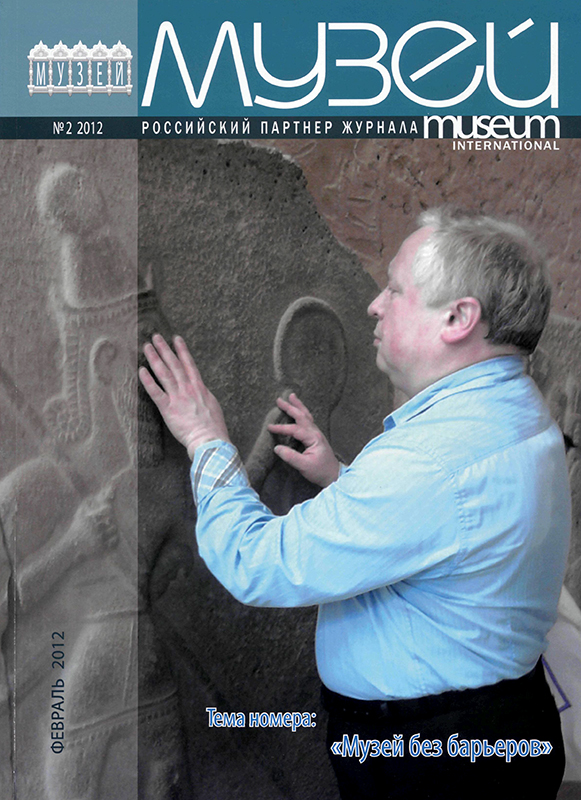 МУЗЕЙ
МУЗЕЙ
№2 2012
РОССИЙСКИЙ ПАРТНЕР ЖУРНАЛА museum
INTERNATIONAL
ФЕВРАЛЬ 2012
Тема номера:
«Музей без барьеров»